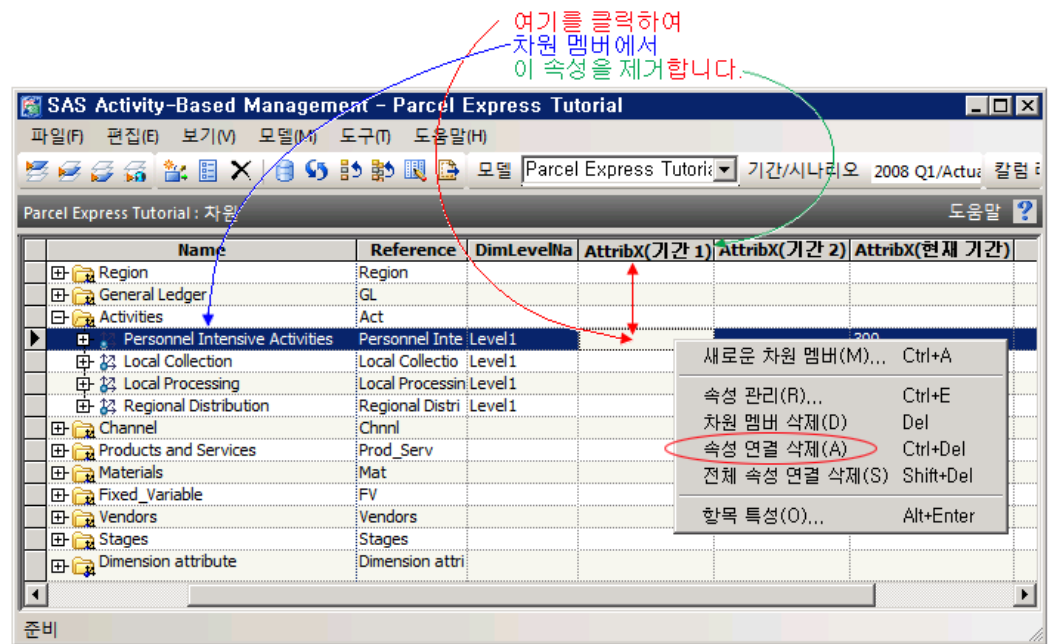 여기를 클릭하여
차원 멤버에서
이 속성을 제거합니다.
SAS Activity-Based Management - Parcel Express Tutorial
파일(F) 편집(E) 보기(V) 모델(M) 도구(T) 도움말(H)
모델 Parcel Express Tutoria 기간/시나리오 2008 Q1/Actua 칼럼
Parcel Express Tutorial : 차원 도움말 ?
Name Reference DimLevelNa AttribX(기간 1) AttribX(기간 2) AttribX(현재 기간)
Region Region
General Ledger GL
Activities Act
Personnel Intensive Activities Personnel Inte Level1 300
Local Collection Local Collectio Level1
Local Processing Local Processin Level1
Regional Distribution Regional Distri Level1
Channel Chnnl
Products and Services Prod_Serv
Materials Mat
Fixed_Variable FV
Vendors Vendors
Stages Stages
Dimension attribute Dimension attri
새로운 차원 멤버(M)... Ctrl+A
속성 관리(R)... Ctrl+E
차원 멤버 삭제(D) Del
속성 연결 삭제(A) Ctrl+Del
전체 속성 연결 삭제(S) Shift+Del
항목 특성(O)... Alt+Enter
준비